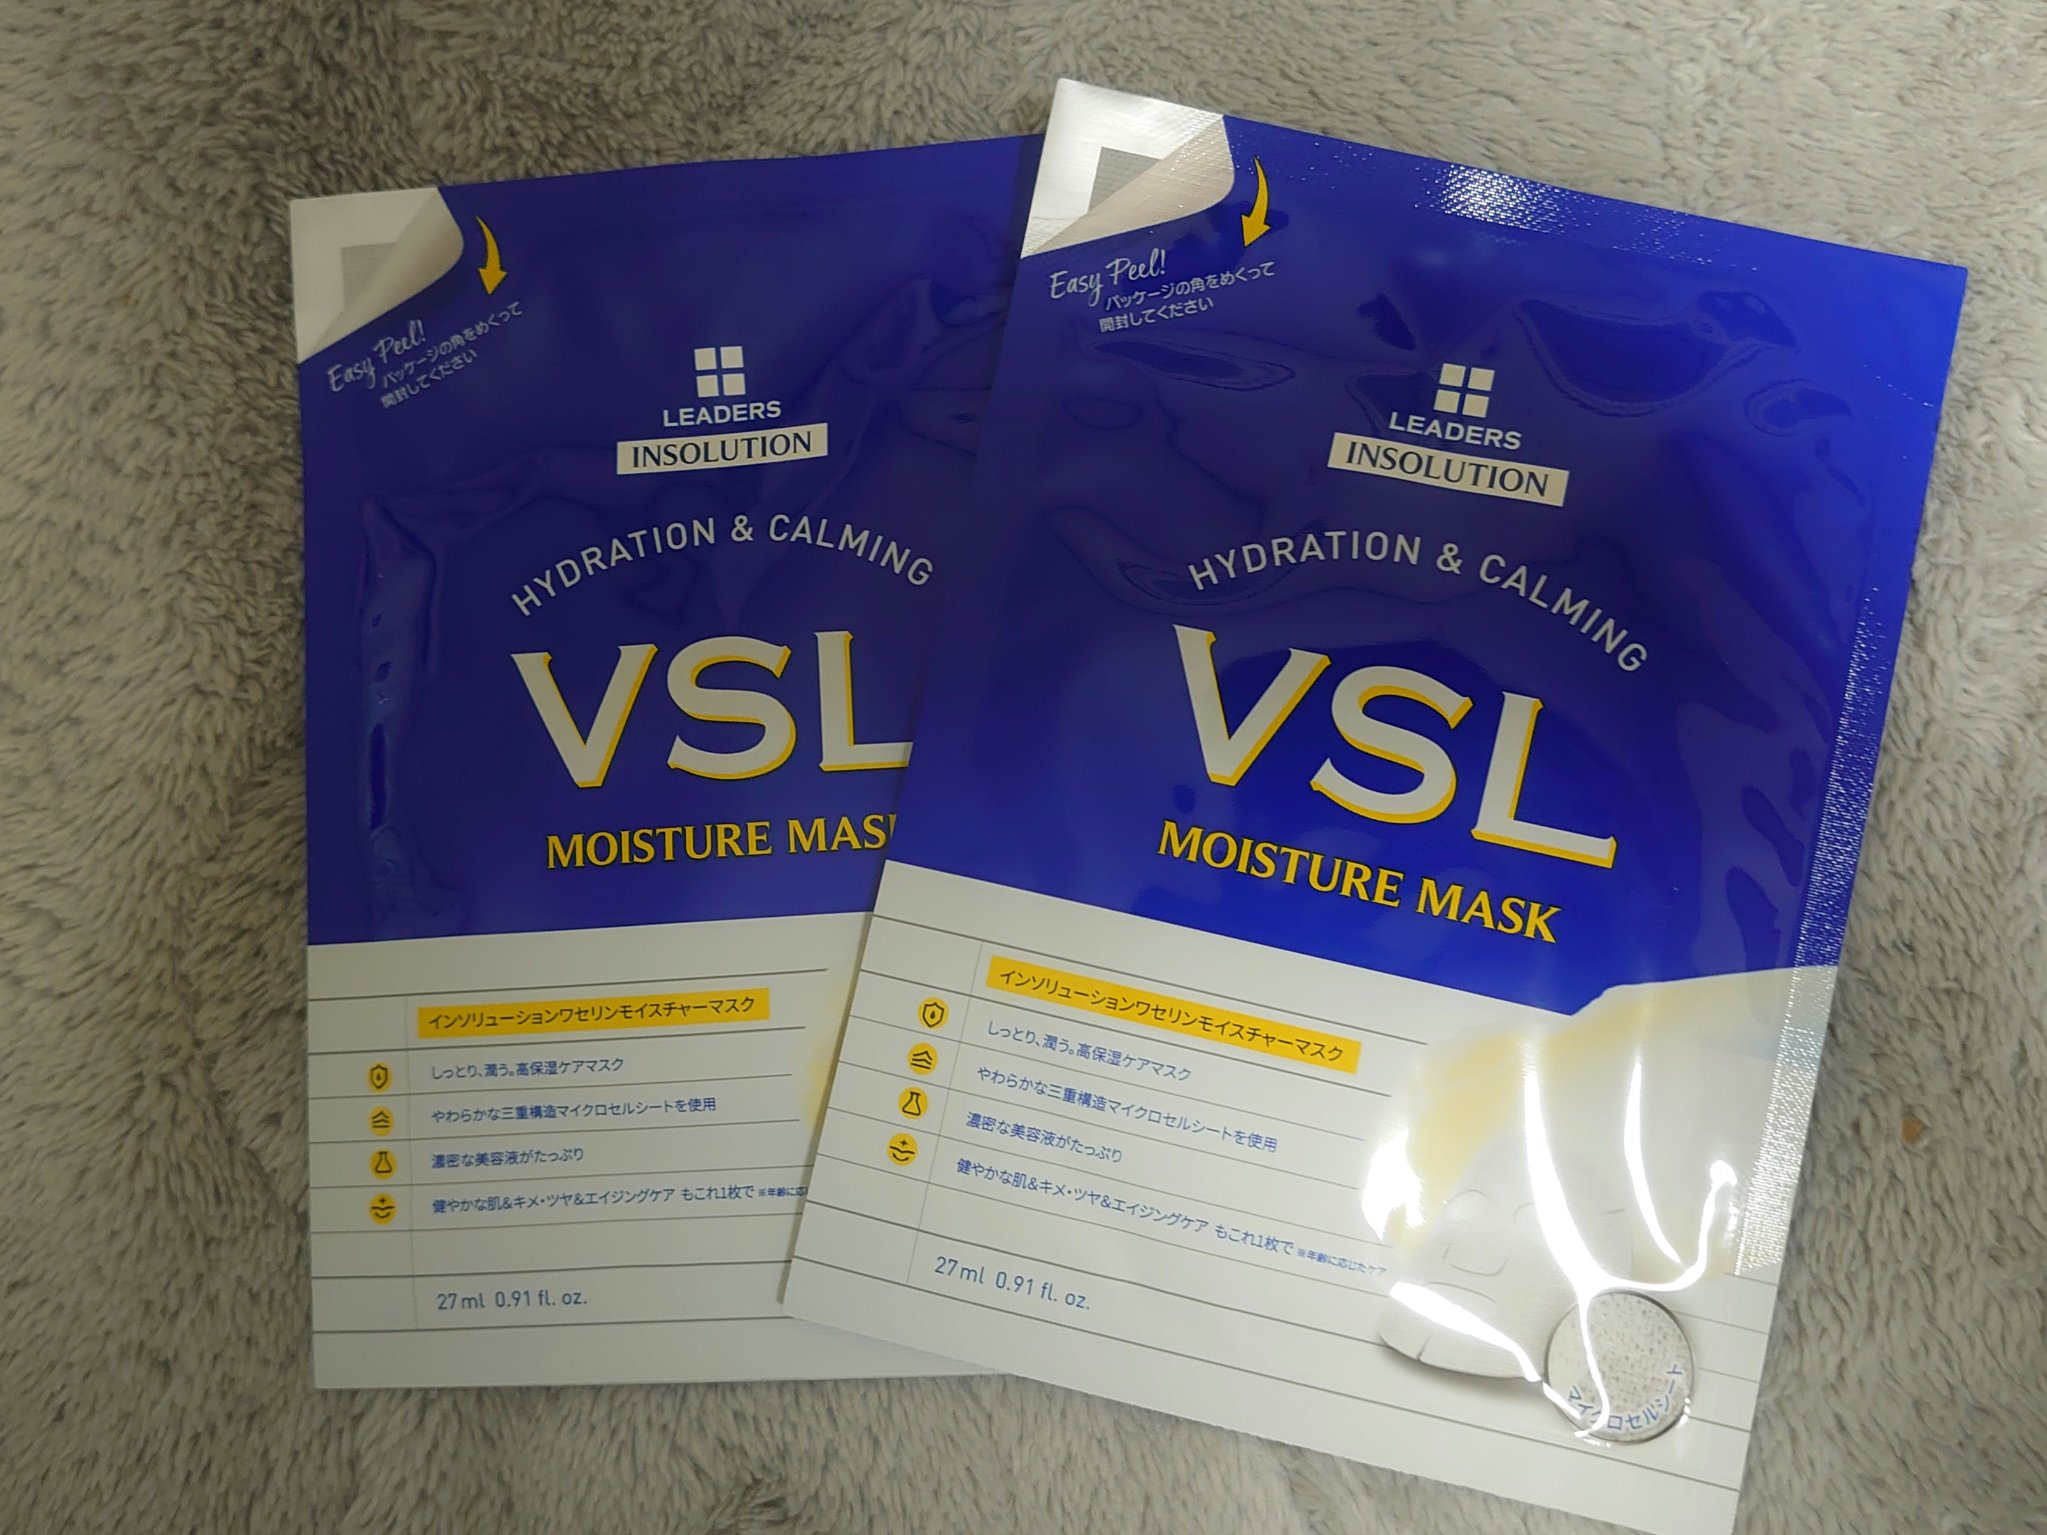 Easy Peel!
パッケージの角をめくって
開封してください
LEADERS
INSOLUTION
HYDRATION & CALMING
VSL
MOISTURE MAS
インソリューションワセリンモイスチャーマスク
しっとり、潤う。高保湿ケアマスク
やわらかな三重構造マイクロセルシートを使用
濃密な美容液がたっぷり
健やかな肌&キメ・ツヤ&エイジングケア もこれ1枚で ※年齢に応
27ml 0.91 fl. oz.
Easy Peel!
パッケージの角をめくって
開封してください
LEADERS
INSOLUTION
HYDRATION & CALMING
VSL
MOISTURE MASK
インソリューションワセリンモイスチャーマスク
しっとり、潤う。高保湿ケアマスク
やわらかな三重構造マイクロセルシートを使用
濃密な美容液がたっぷり
健やかな肌&キメ・ツヤ&エイジングケア もこれ1枚で ※年齢に応じたケア
27ml 0.91 fl. oz.
マイクロセルシート